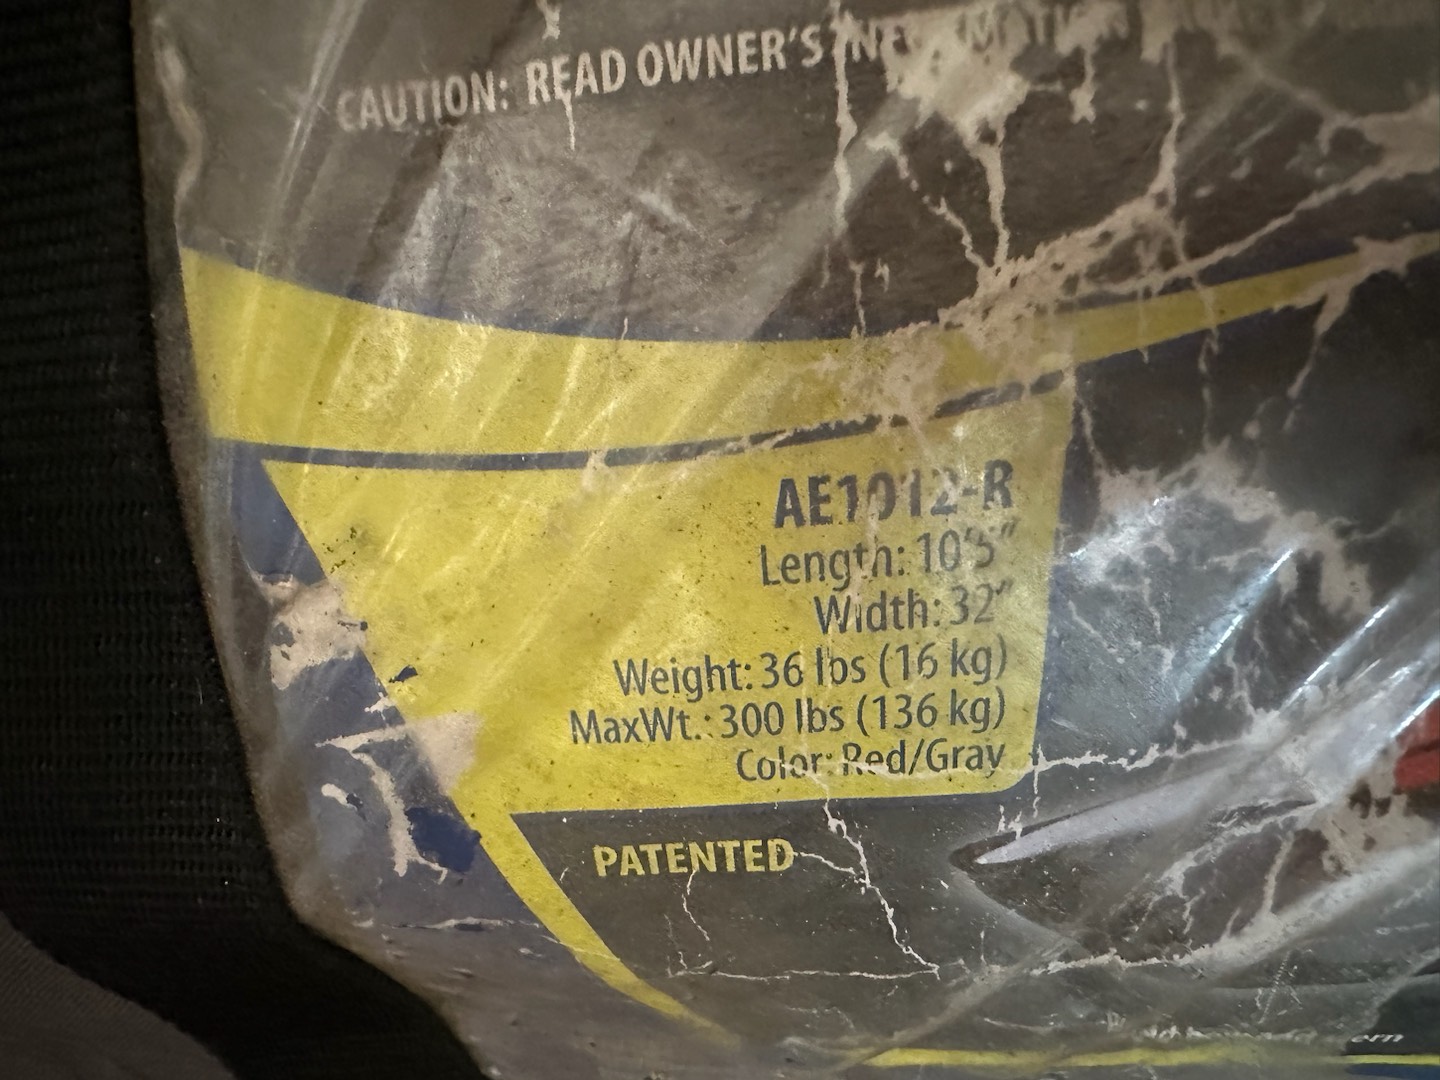 CAUTION: READ OWNER'S
AE1012-R
Length: 10'5"
Width: 32"
Weight: 36 lbs (16 kg)
MaxWt.: 300 lbs (136 kg)
Color: Red/Gray
PATENTED